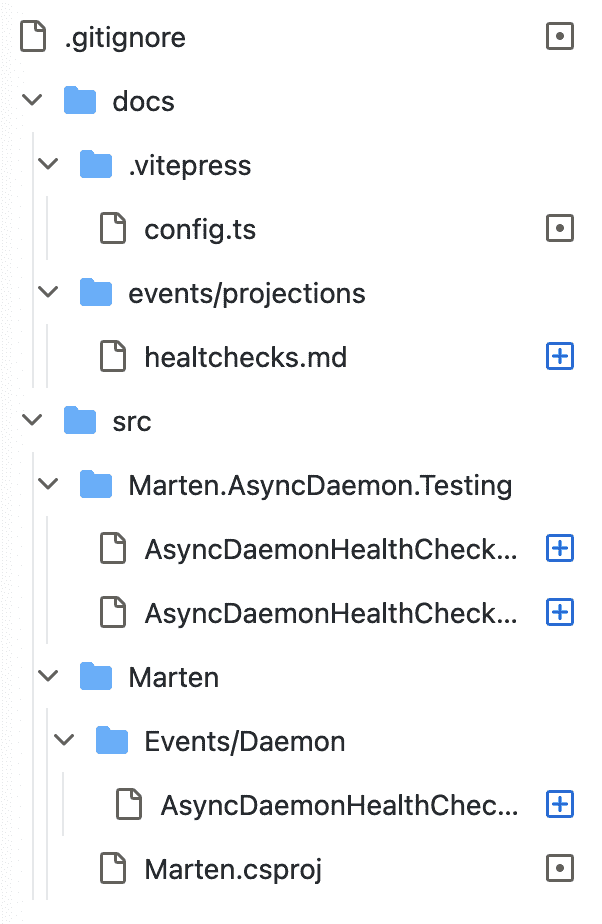 .gitignore
docs
.vitepress
config.ts
events/projections
healtchecks.md
src
Marten.AsyncDaemon.Testing
AsyncDaemonHealthCheck...
AsyncDaemonHealthCheck...
Marten
Events/Daemon
AsyncDaemonHealthChec...
Marten.csproj